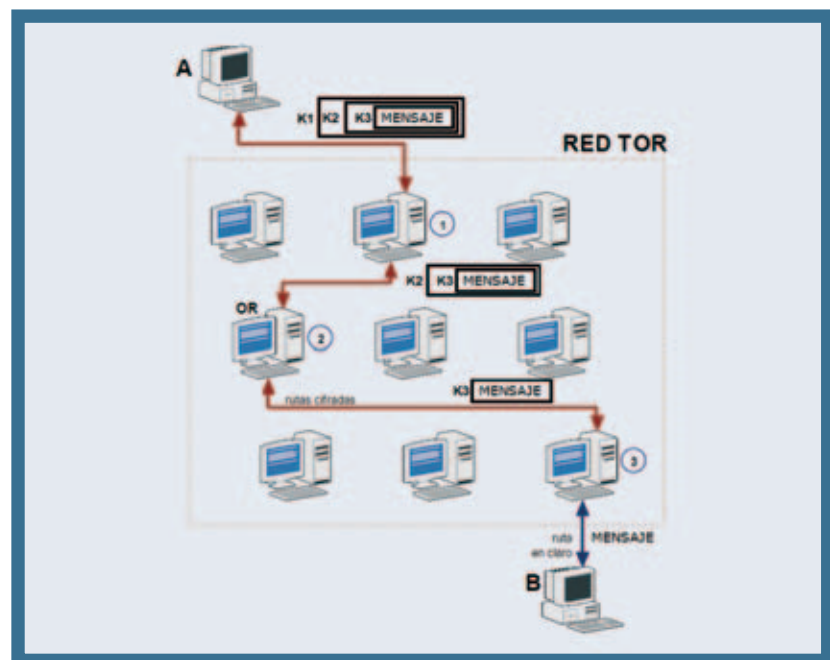 A
K1 K2 K3 MENSAJE
RED TOR
1
K2 K3 MENSAJE
OR
2
K3 MENSAJE
rutas cifradas
3
ruta
en claro
MENSAJE
B